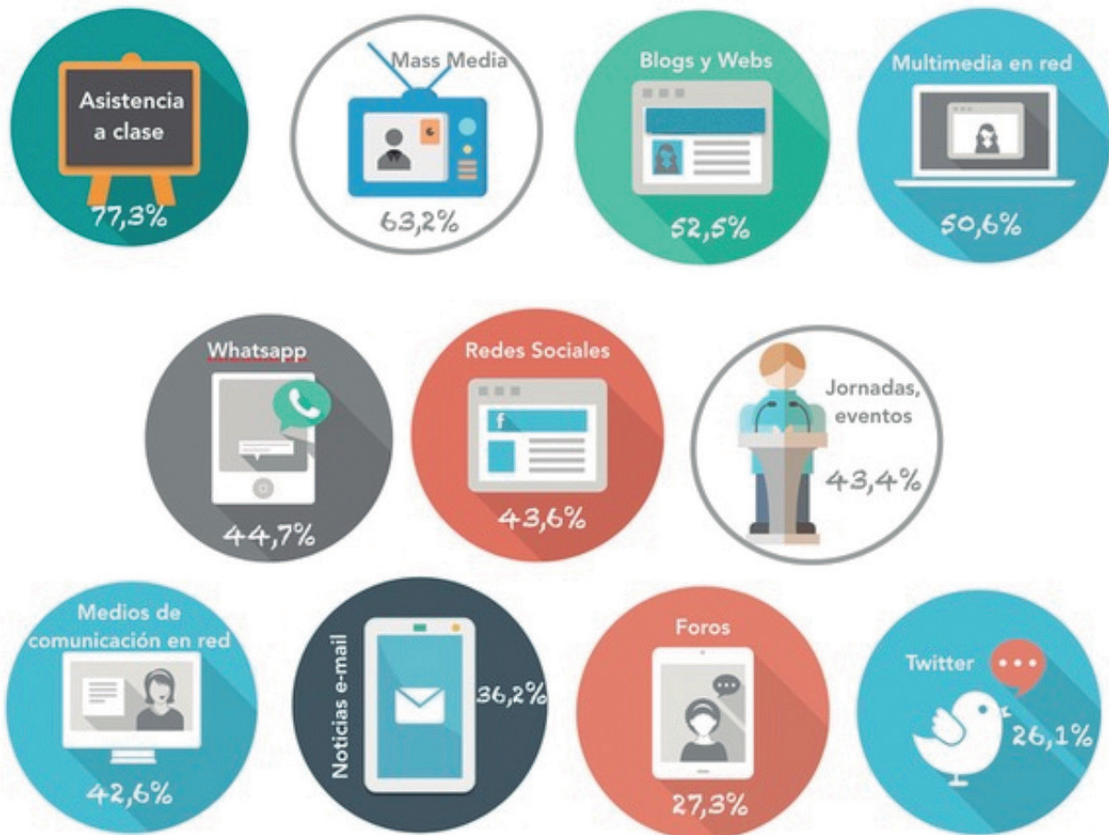 Asistencia
a clase
77,3%
Mass Media
63,2%
Blogs y Webs
52,5%
Multimedia en red
50,6%
Whatsapp
44,7%
Redes Sociales
f
43,6%
Jornadas,
eventos
43,4%
Medios de
comunicación en red
42,6%
Noticias e-mail
36,2%
Foros
27,3%
Twitter
26,1%